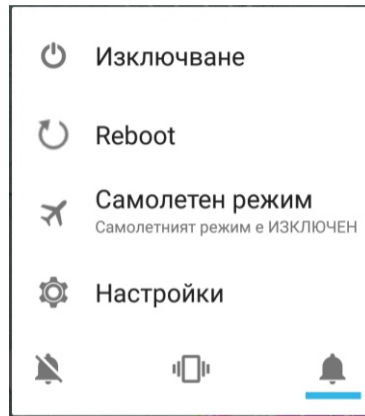 Изключване
Reboot
Самолетен режим
Самолетният режим е ИЗКЛЮЧЕН
Настройки